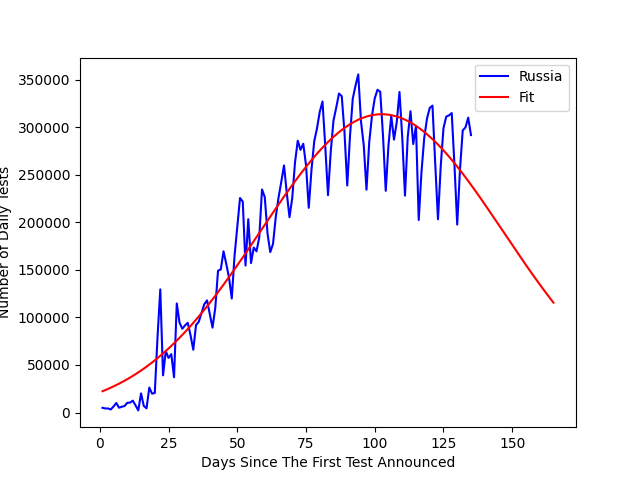 Russia
Fit
350000
300000
250000
200000
150000
100000
50000
0
Number of Daily Tests
0 25 50 75 100 125 150
Days Since The First Test Announced